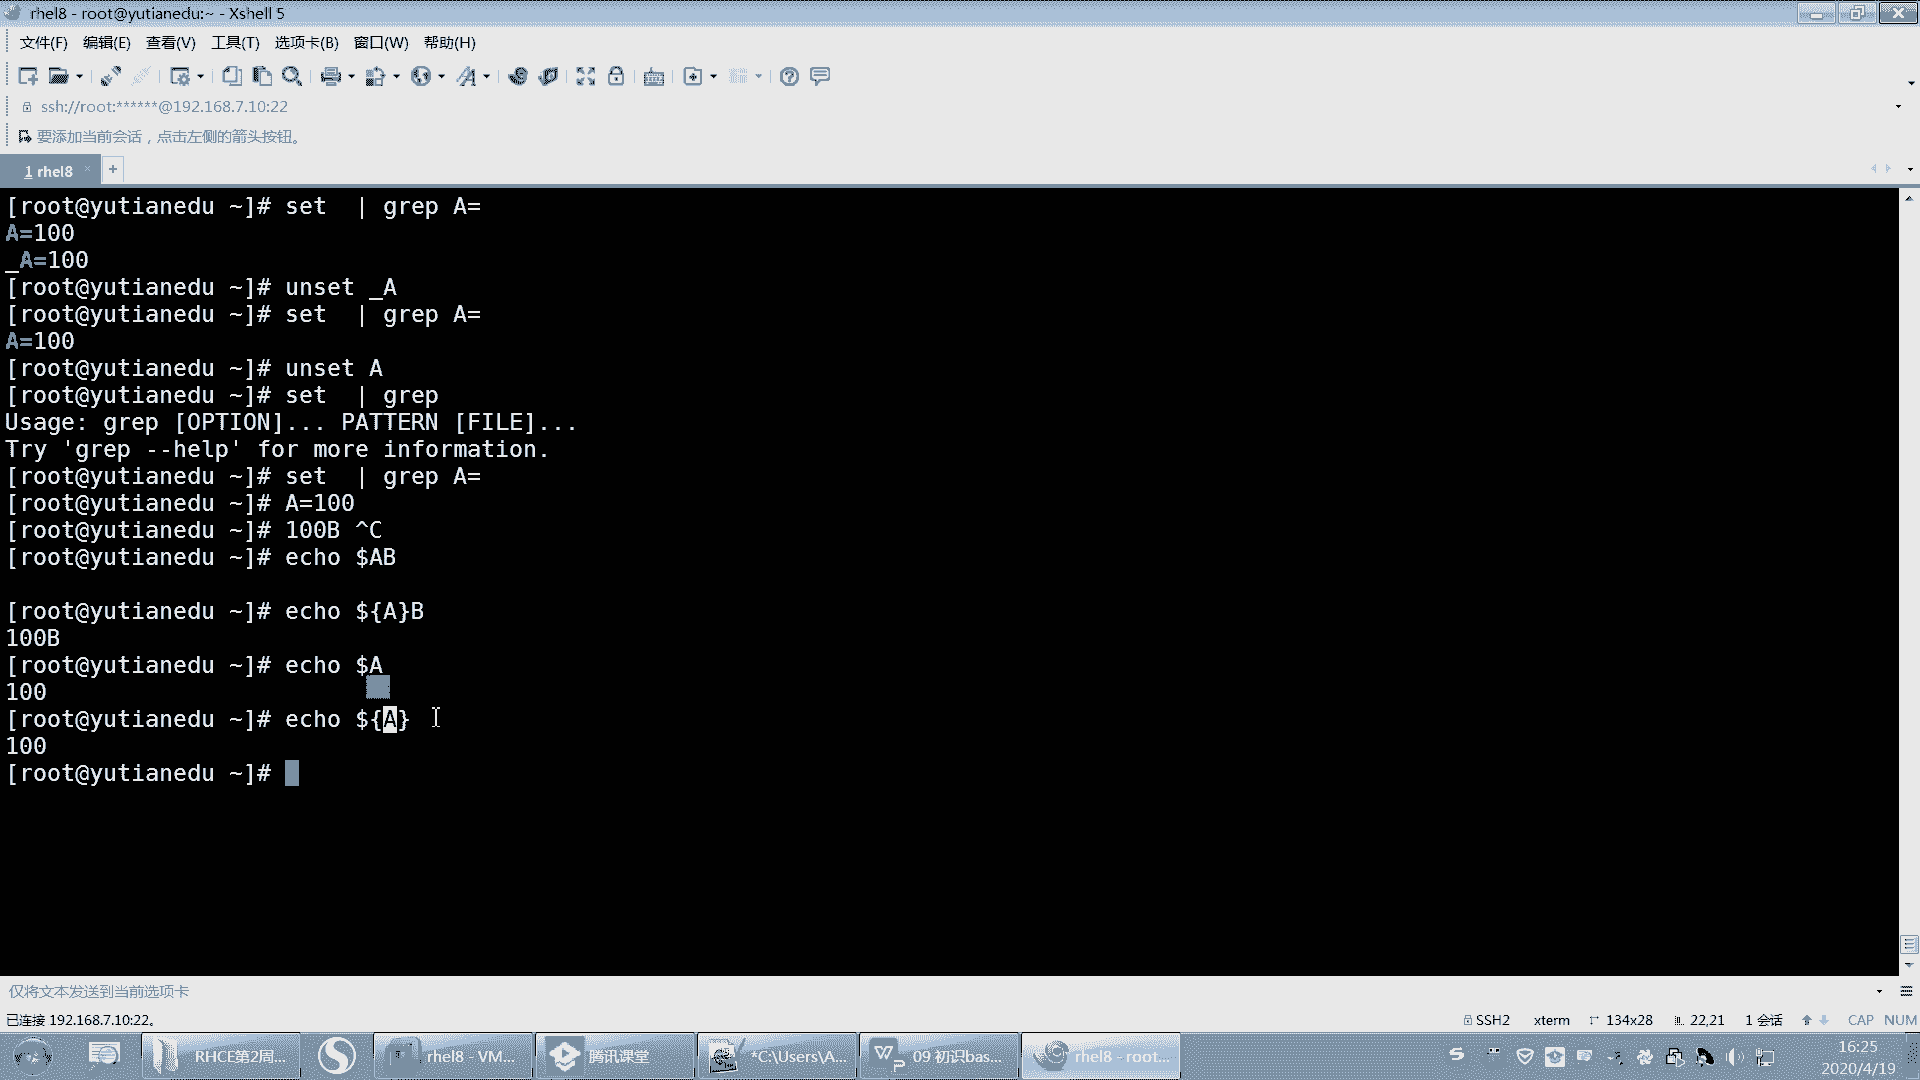 rhel8 - root@yutianedu:~ - Xshell 5
文件(F) 编辑(E) 查看(V) 工具(T) 选项卡(B) 窗口(W) 帮助(H)
ssh://root:******@192.168.7.10:22
要添加当前会话，点击左侧的箭头按钮。
1 rhel8
[root@yutianedu ~]# set  | grep A=
A=100
_A=100
[root@yutianedu ~]# unset _A
[root@yutianedu ~]# set  | grep A=
A=100
[root@yutianedu ~]# unset A
[root@yutianedu ~]# set  | grep
Usage: grep [OPTION]... PATTERN [FILE]...
Try 'grep --help' for more information.
[root@yutianedu ~]# set  | grep A=
[root@yutianedu ~]# A=100
[root@yutianedu ~]# 100B ^C
[root@yutianedu ~]# echo $AB
[root@yutianedu ~]# echo ${A}B
100B
[root@yutianedu ~]# echo $A
100
[root@yutianedu ~]# echo ${A}
100
[root@yutianedu ~]#
仅将文本发送到当前选项卡
已连接 192.168.7.10:22。 SSH2 xterm 134x28 22,21 1 会话 CAP NUM
RHCE第2周... rhel8 - VM... 腾讯课堂 *C:\Users\A... 09 初识bas... rhel8 - root... 16:25
2020/4/19